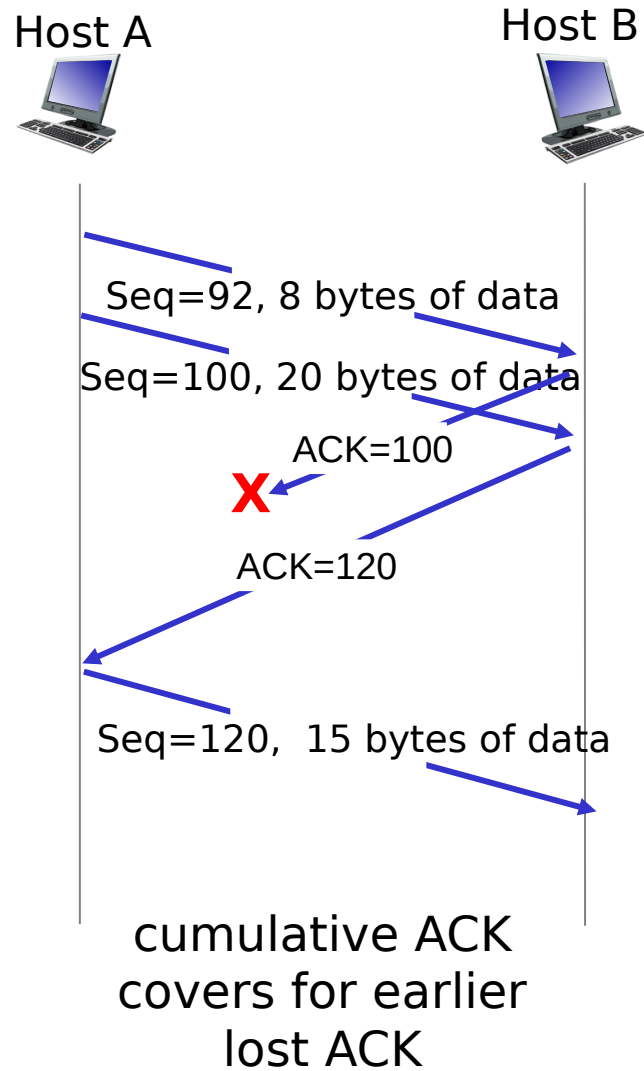 Host A
Host B
Seq=92, 8 bytes of data
Seq=100, 20 bytes of data
ACK=100
X
ACK=120
Seq=120,  15 bytes of data
cumulative ACK
covers for earlier
lost ACK